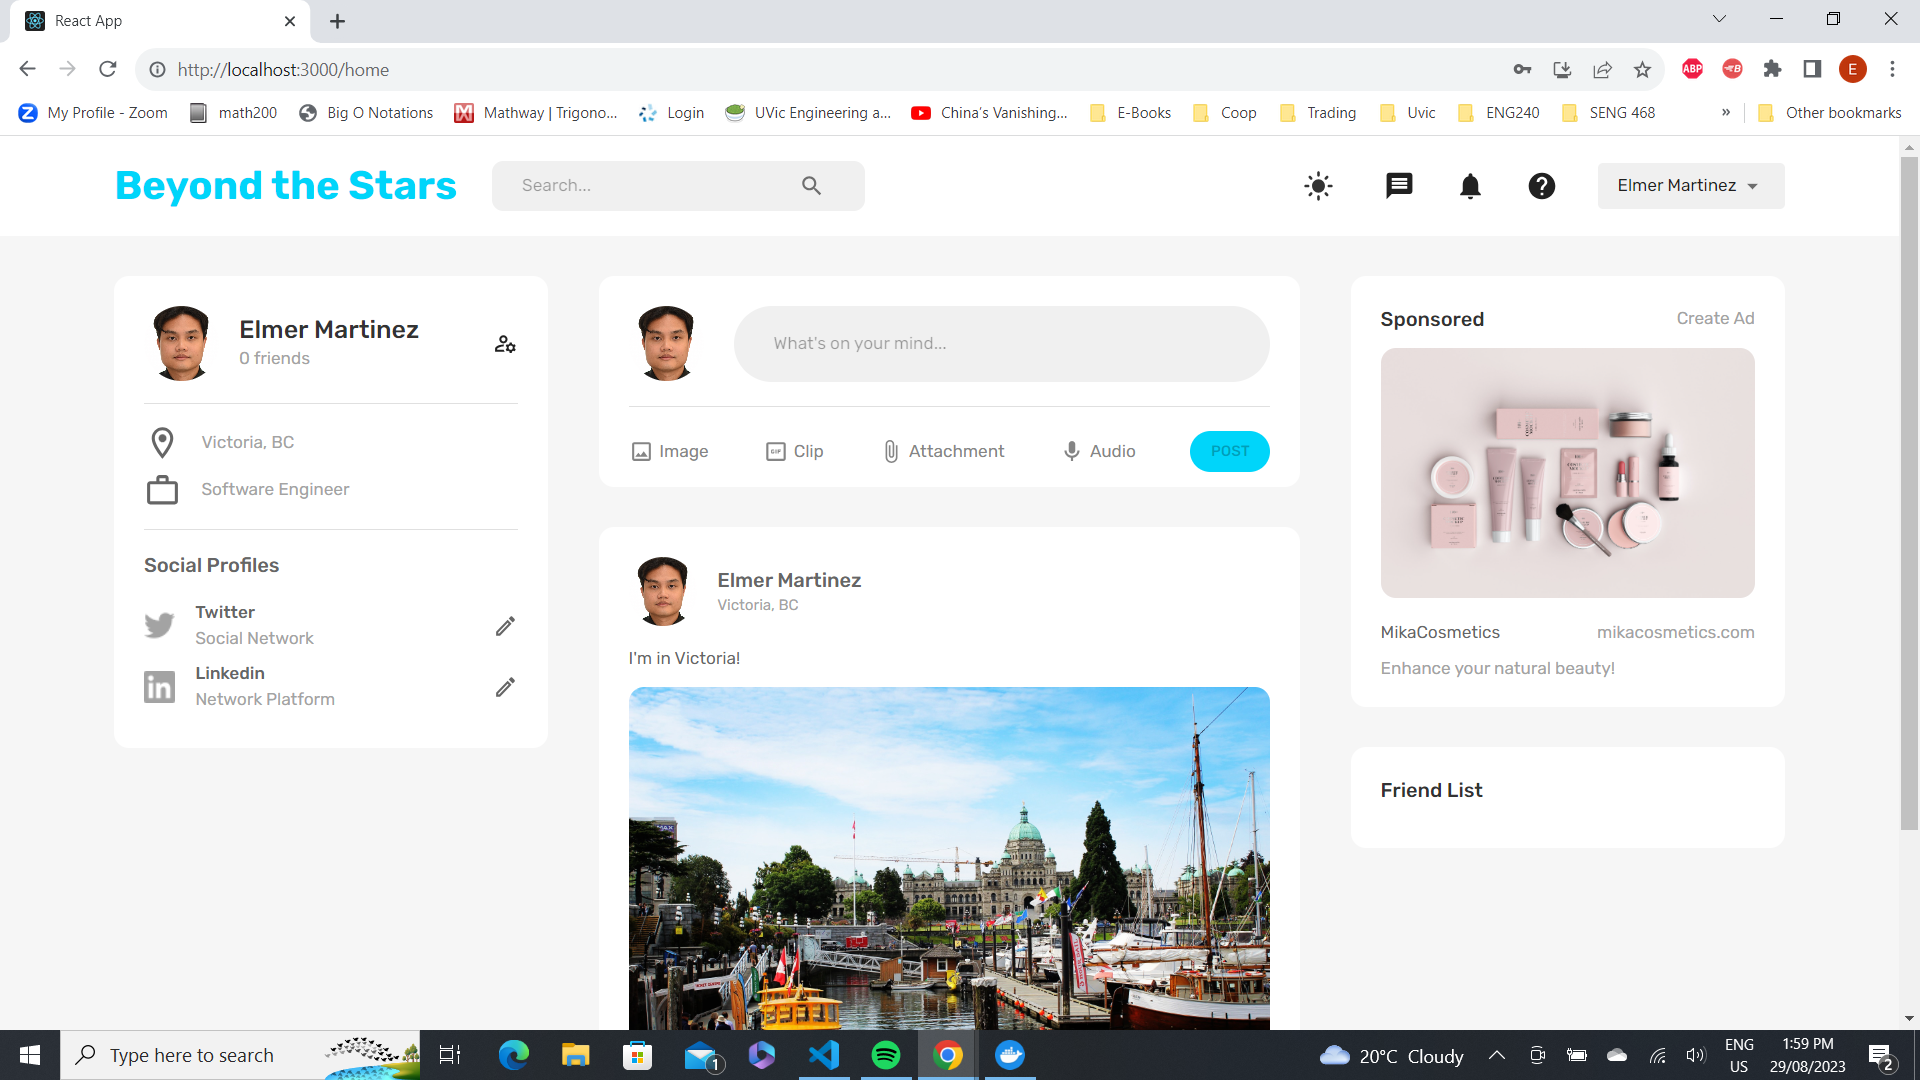 React App
http://localhost:3000/home
ABP
B
E
My Profile - Zoom
math200
Big O Notations
Mathway | Trigono...
Login
UVic Engineering a...
China's Vanishing...
E-Books
Coop
Trading
Uvic
ENG240
SENG 468
»
Other bookmarks
Beyond the Stars
Search...
Elmer Martinez
Elmer Martinez
0 friends
Victoria, BC
Software Engineer
Social Profiles
Twitter
Social Network
Linkedin
Network Platform
What's on your mind...
Image
GIF
Clip
Attachment
Audio
POST
Elmer Martinez
Victoria, BC
I'm in Victoria!
Sponsored
Create Ad
MikaCosmetics
mikacosmetics.com
Enhance your natural beauty!
Friend List
Type here to search
1
20°C Cloudy
ENG
US
1:59 PM
29/08/2023
2